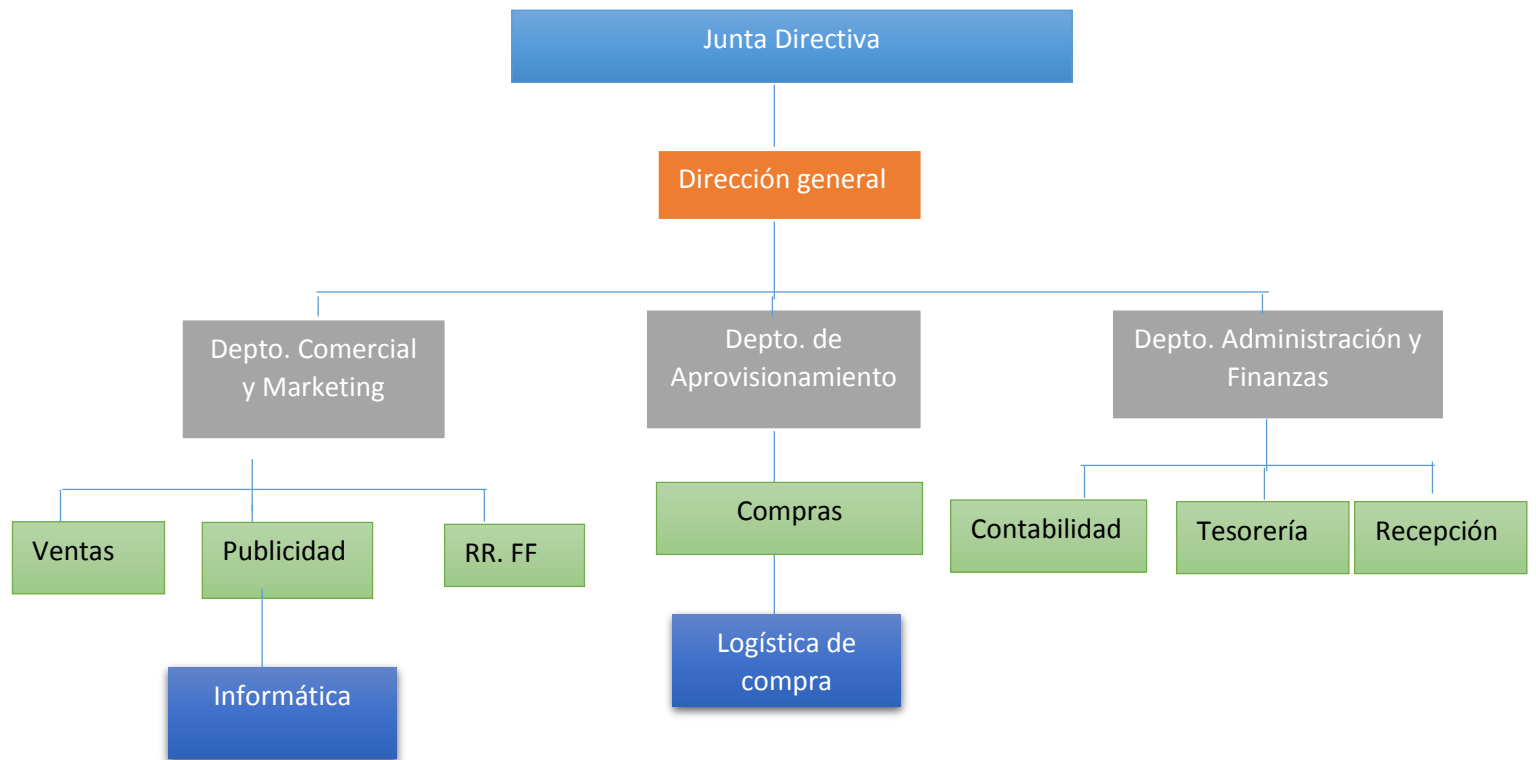 Junta Directiva
Dirección general
Depto. Comercial
y Marketing
Depto. de
Aprovisionamiento
Depto. Administración y
Finanzas
Ventas
Publicidad
RR. FF
Compras
Contabilidad
Tesorería
Recepción
Informática
Logística de
compra